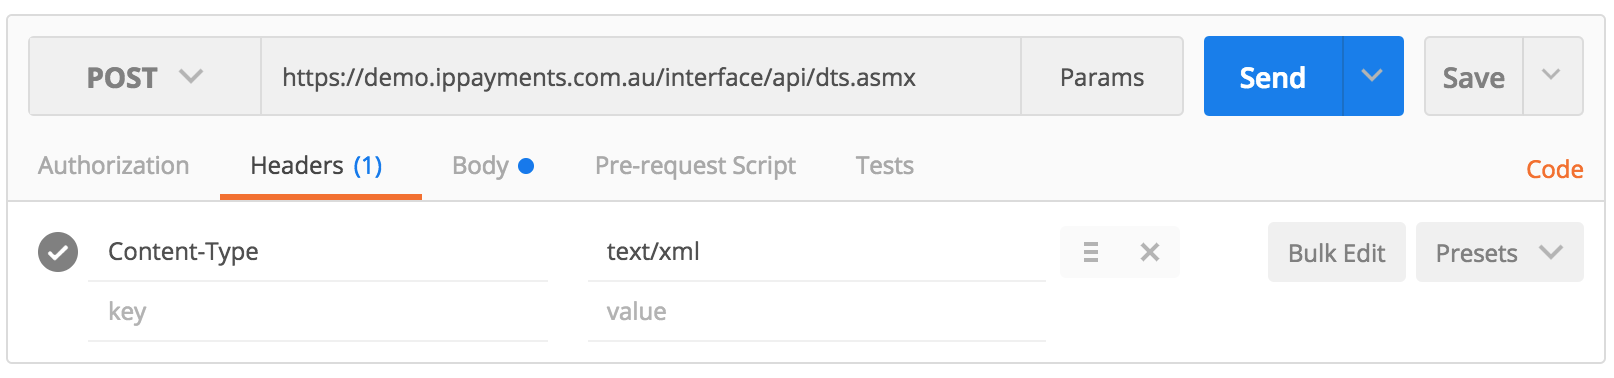 POST https://demo.ippayments.com.au/interface/api/dts.asmx Params Send Save
Authorization Headers (1) Body Pre-request Script Tests Code
Content-Type text/xml Bulk Edit Presets
key value